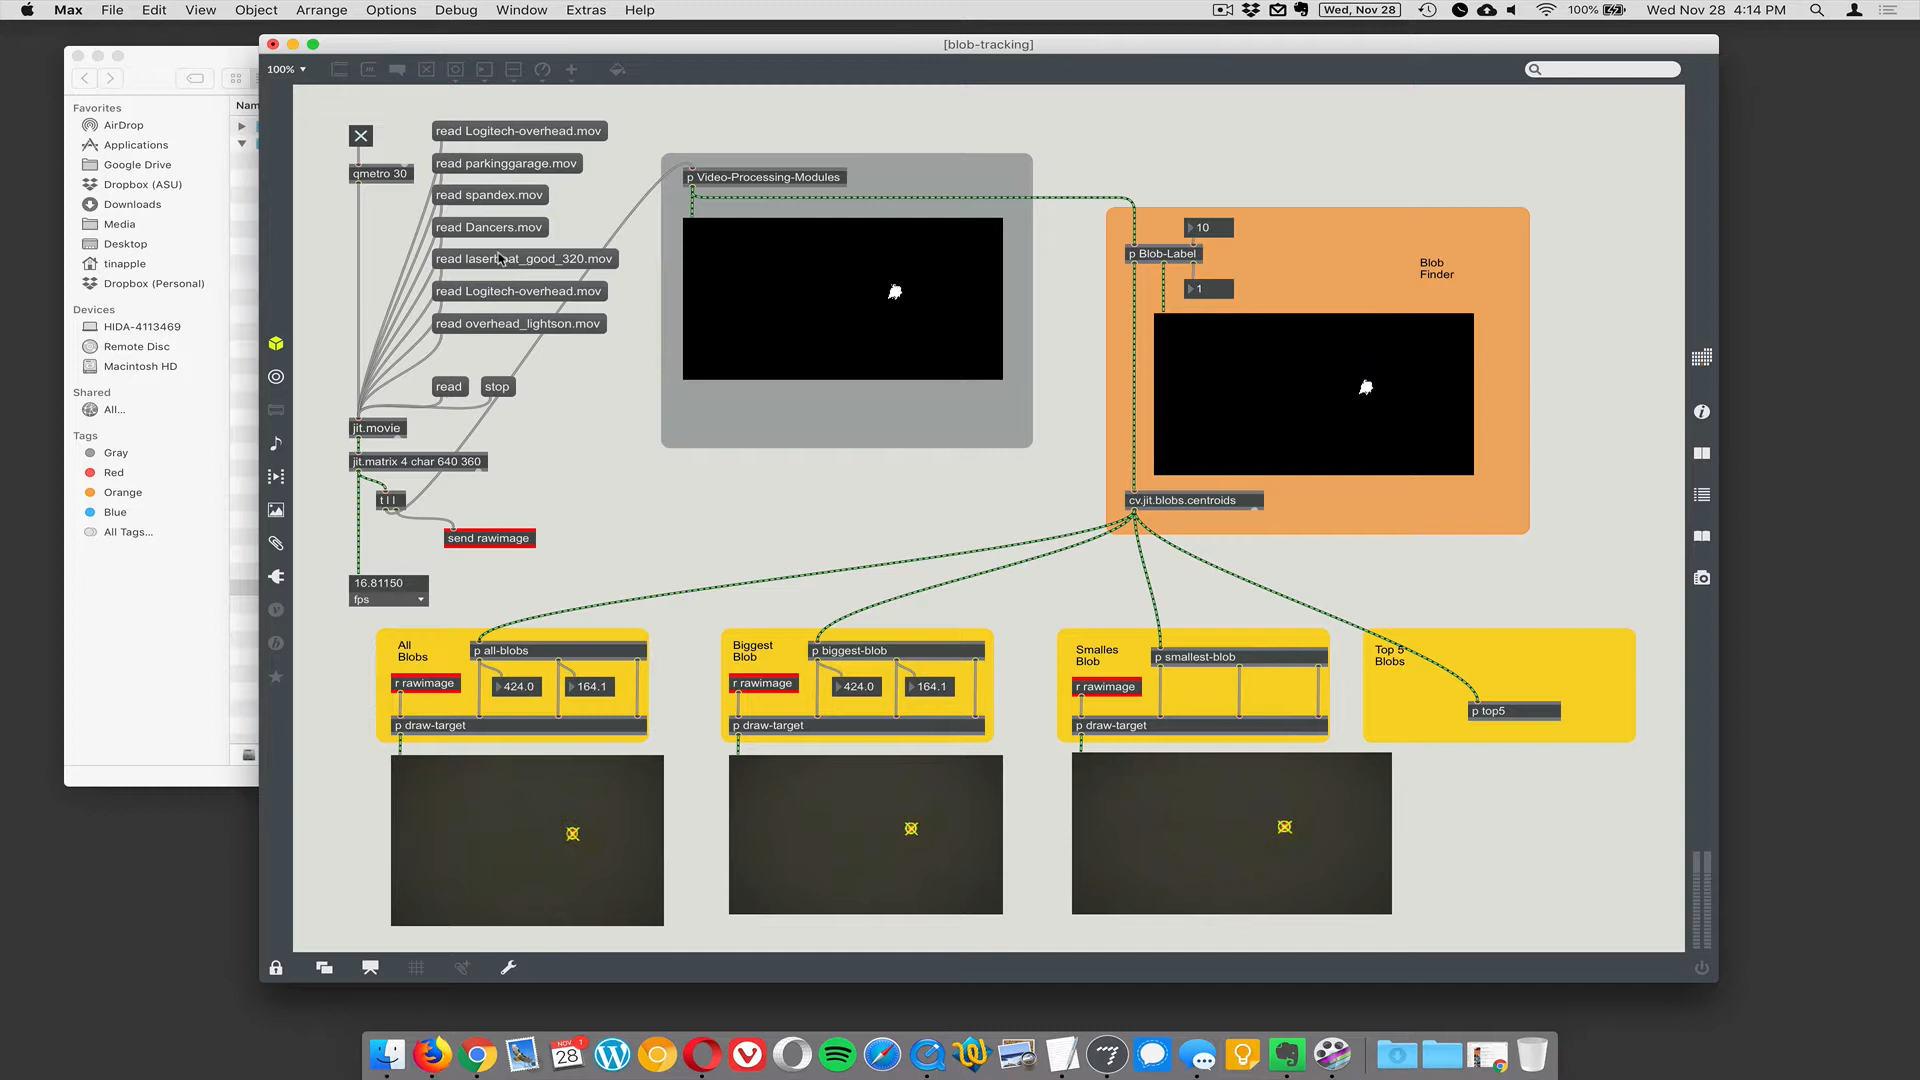 Max File Edit View Object Arrange Options Debug Window Extras Help
Wed, Nov 28
100%
Wed Nov 28 4:14 PM
[blob-tracking]
100%
Nam
Favorites
AirDrop
Applications
Google Drive
Dropbox (ASU)
Downloads
Media
Desktop
tinapple
Dropbox (Personal)
Devices
HIDA-4113469
Remote Disc
Macintosh HD
Shared
All...
Tags
Gray
Red
Orange
Blue
All Tags...
qmetro 30
read Logitech-overhead.mov
read parkinggarage.mov
read spandex.mov
read Dancers.mov
read laser
at_good_320.mov
read Logitech-overhead.mov
read overhead_lightson.mov
read
stop
jit.movie
jit.matrix 4 char 640 360
t l l
send rawimage
16.81150
fps
p Video-Processing-Modules
10
p Blob-Label
1
Blob
Finder
cv.jit.blobs.centroids
All
Blobs
p all-blobs
r rawimage
424.0
164.1
p draw-target
Biggest
Blob
p biggest-blob
r rawimage
424.0
164.1
p draw-target
Smalles
Blob
p smallest-blob
r rawimage
p draw-target
Top 5
Blobs
p top5
NOV
28
1